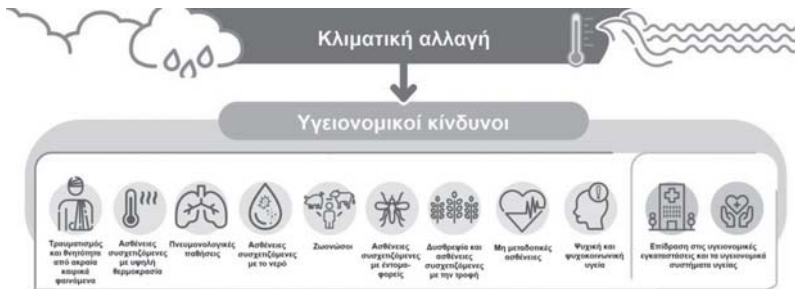 Κλιματική αλλαγή
Υγειονομικοί κίνδυνοι
Τραυματισμός
και θνητότητα
από ακραία
καιρικά
φαινόμενα
Ασθένειες
συσχετιζόμενες
με υψηλή
θερμοκρασία
Πνευμονολογικές
παθήσεις
Ασθένειες
συσχετιζόμενες
με το νερό
Ζωονόσοι
Ασθένειες
συσχετιζόμενες
με έντομα-
φορείς
Δυσθρεψία και
ασθένειες
συσχετιζόμενες
με την τροφή
Μη μεταδοτικές
ασθένειες
Ψυχική και
ψυχοκοινωνική
υγεία
Επίδραση στις υγειονομικές
εγκαταστάσεις και τα υγειονομικά
συστήματα υγείας